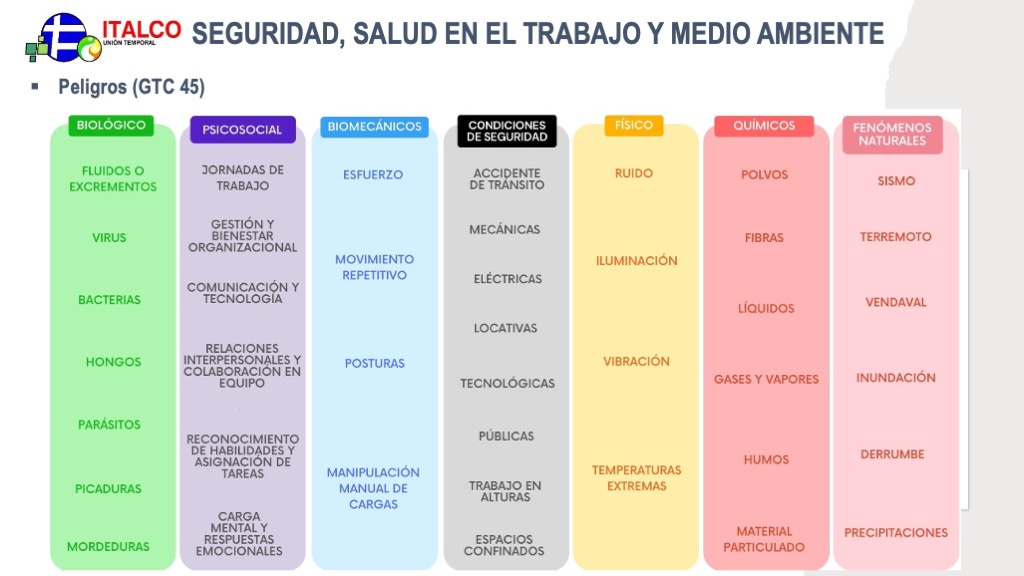 ITALCO
UNIÓN TEMPORAL
SEGURIDAD, SALUD EN EL TRABAJO Y MEDIO AMBIENTE
▪ Peligros (GTC 45)
BIOLÓGICO
FLUIDOS O
EXCREMENTOS
VIRUS
BACTERIAS
HONGOS
PARÁSITOS
PICADURAS
MORDEDURAS
PSICOSOCIAL
JORNADAS DE
TRABAJO
GESTIÓN Y
BIENESTAR
ORGANIZACIONAL
COMUNICACIÓN Y
TECNOLOGÍA
RELACIONES
INTERPERSONALES Y
COLABORACIÓN EN
EQUIPO
RECONOCIMIENTO
DE HABILIDADES Y
ASIGNACIÓN DE
TAREAS
CARGA
MENTAL Y
RESPUESTAS
EMOCIONALES
BIOMECÁNICOS
ESFUERZO
MOVIMIENTO
REPETITIVO
POSTURAS
MANIPULACIÓN
MANUAL DE
CARGAS
CONDICIONES
DE SEGURIDAD
ACCIDENTE
DE TRÁNSITO
MECÁNICAS
ELÉCTRICAS
LOCATIVAS
TECNOLÓGICAS
PÚBLICAS
TRABAJO EN
ALTURAS
ESPACIOS
CONFINADOS
FÍSICO
RUIDO
ILUMINACIÓN
VIBRACIÓN
TEMPERATURAS
EXTREMAS
QUÍMICOS
POLVOS
FIBRAS
LÍQUIDOS
GASES Y VAPORES
HUMOS
MATERIAL
PARTICULADO
FENÓMENOS
NATURALES
SISMO
TERREMOTO
VENDAVAL
INUNDACIÓN
DERRUMBE
PRECIPITACIONES